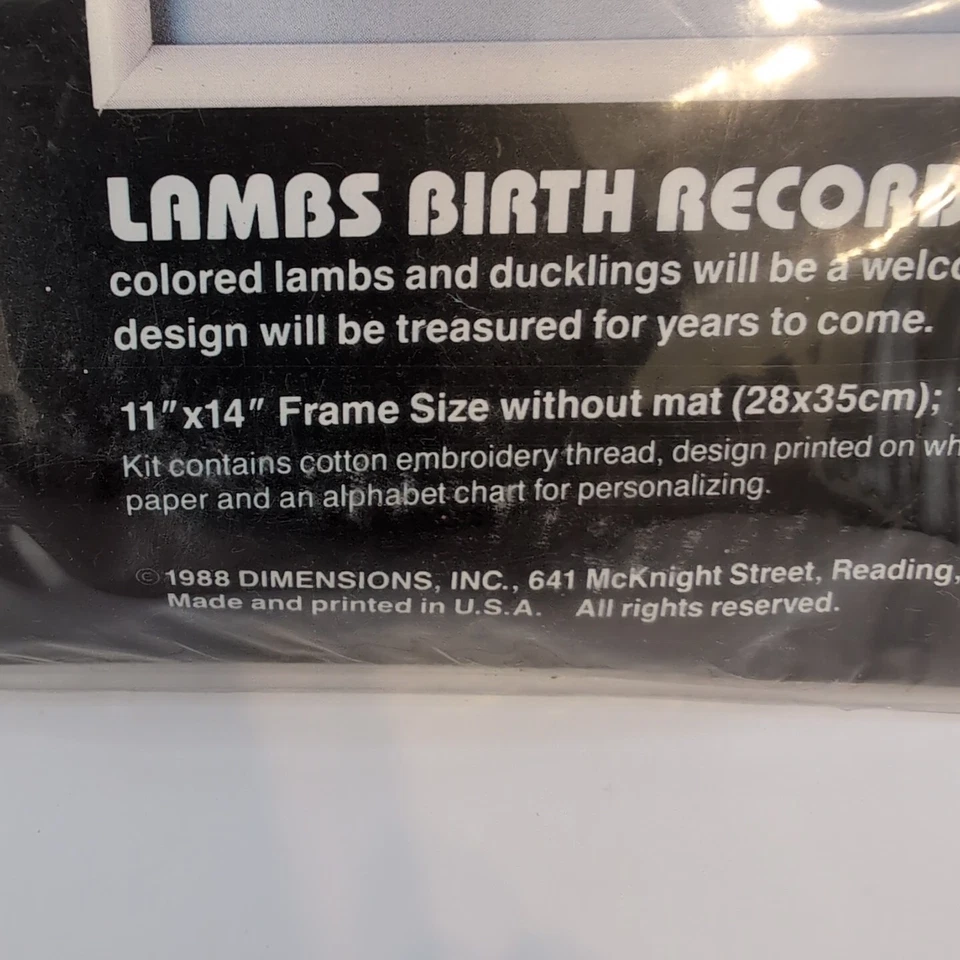 LAMBS BIRTH RECORD
colored lambs and ducklings will be a
design will be treasured for years to come.
11"x14" Frame Size without mat (28x35cm);
Kit contains cotton embroidery thread, design printed on
paper and an alphabet chart for personalizing.
© 1988 DIMENSIONS, INC., 641 McKnight Street, Reading,
Made and printed in U.S.A. All rights reserved.